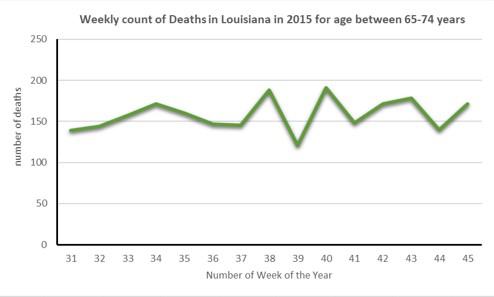 Weekly count of Deaths in Louisiana in 2015 for age between 65-74 years
250
200
150
100
50
0
number of deaths
31 32 33 34 35 36 37 38 39 40 41 42 43 44 45
Number of Week of the Year